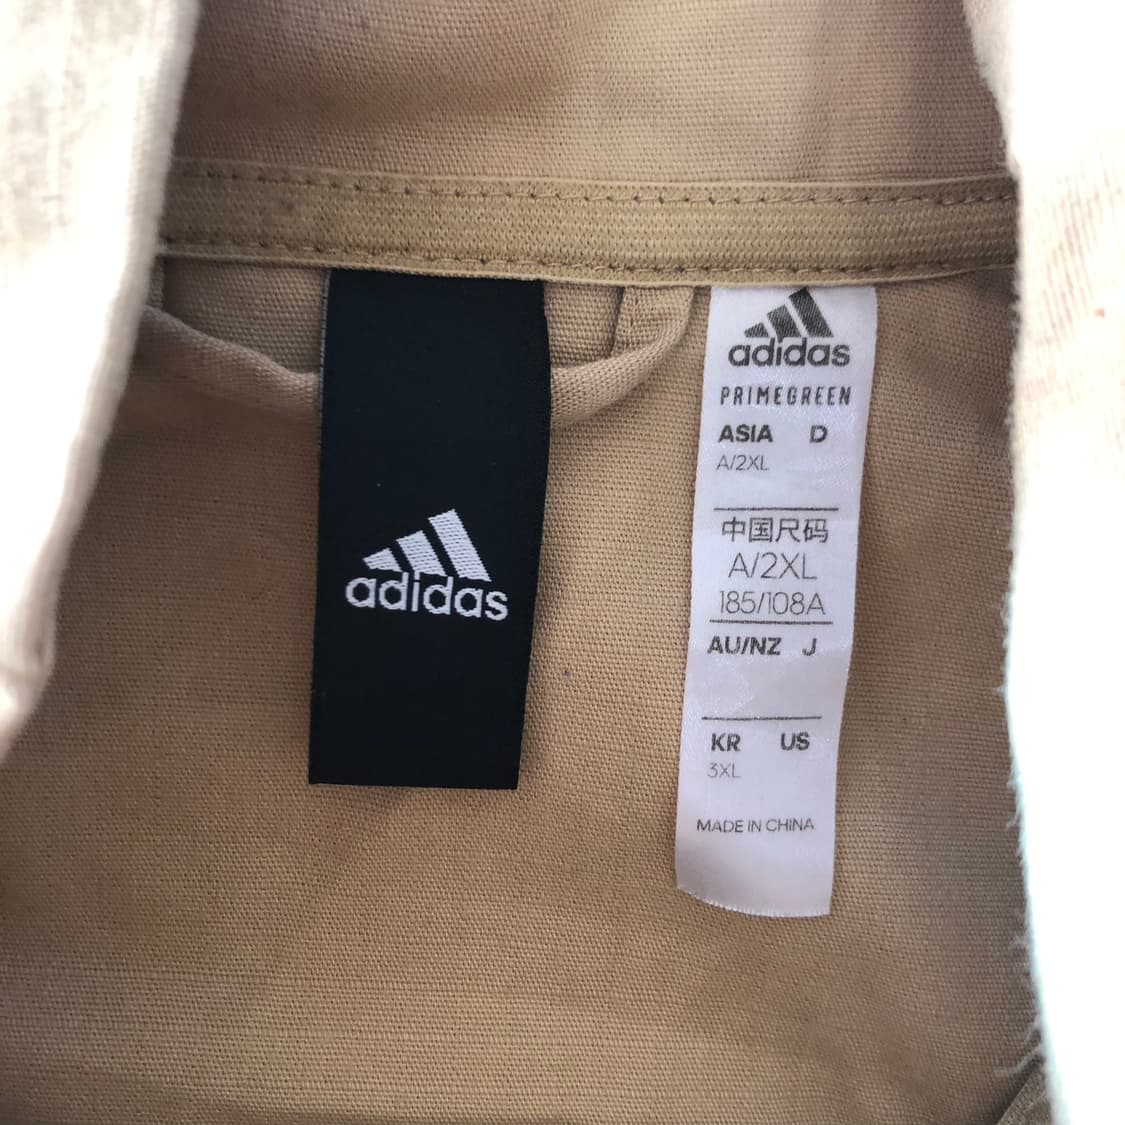 adidas
adidas
PRIMEGREEN
ASIA D
A/2XL
中国尺码
A/2XL
185/108A
AU/NZ J
KR US
3XL
MADE IN CHINA